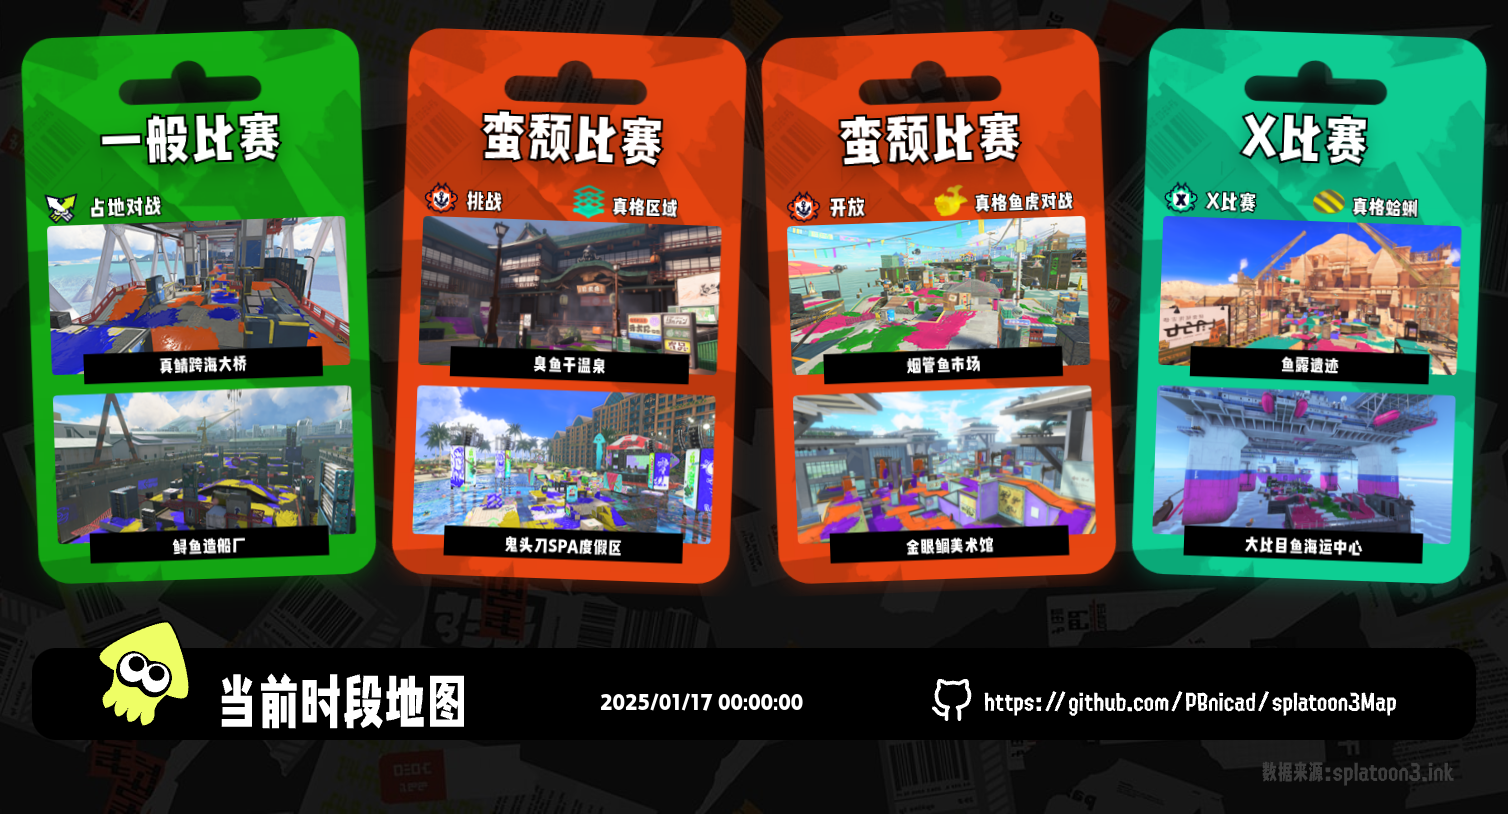 一般比赛
占地对战
真鲭跨海大桥
鲟鱼造船厂
蛮颓比赛
挑战
真格区域
臭鱼干温泉
鬼头刀SPA度假区
蛮颓比赛
开放
真格鱼虎对战
烟管鱼市场
金眼鲷美术馆
X比赛
X比赛
真格蛤蜊
鱼露遗迹
大比目鱼海运中心
当前时段地图
2025/01/17 00:00:00
https://github.com/PBnicad/splatoon3Map
数据来源:splatoon3.ink